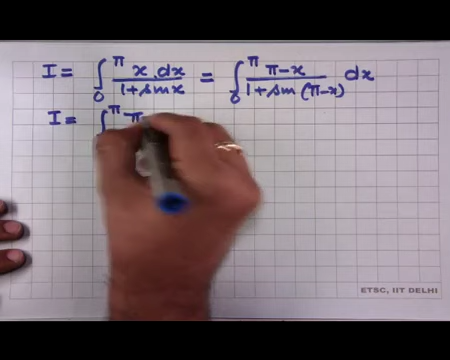 I = ∫₀^π x dx / (1+sin x) = ∫₀^π (π-x) / (1+sin (π-x)) dx
I = ∫ ^π π
ETSC, IIT DELHI